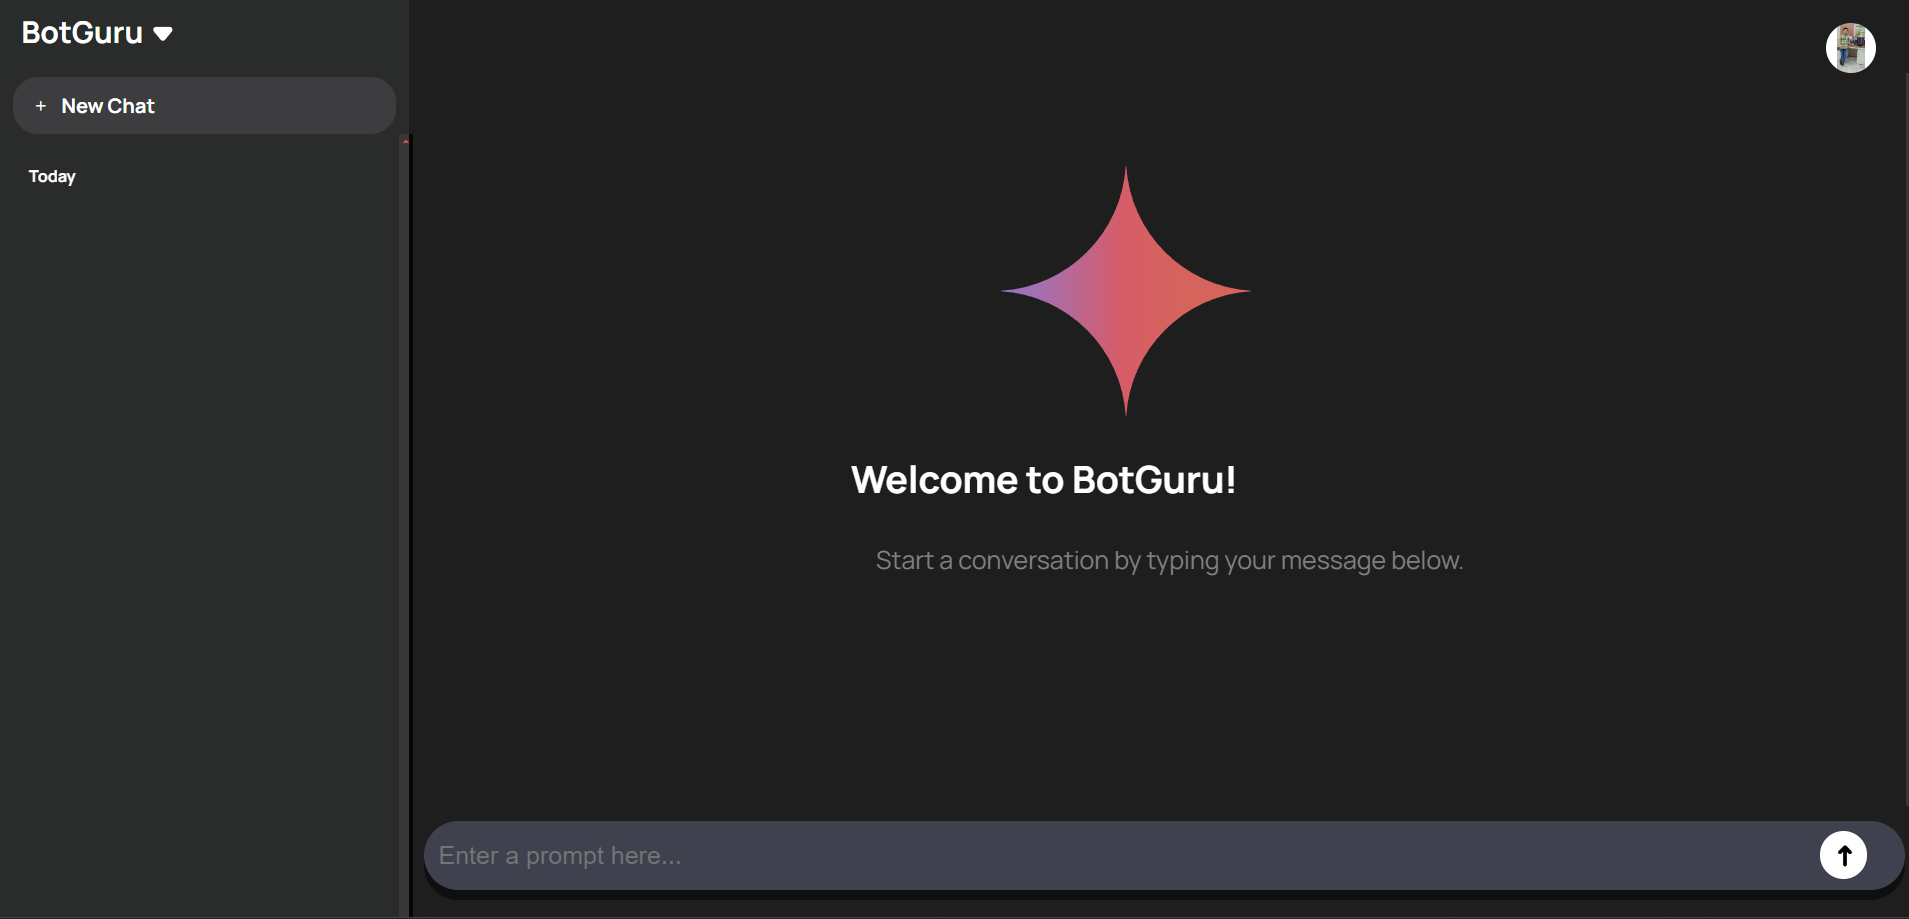 BotGuru
+ New Chat
Today
Welcome to BotGuru!
Start a conversation by typing your message below.
Enter a prompt here...